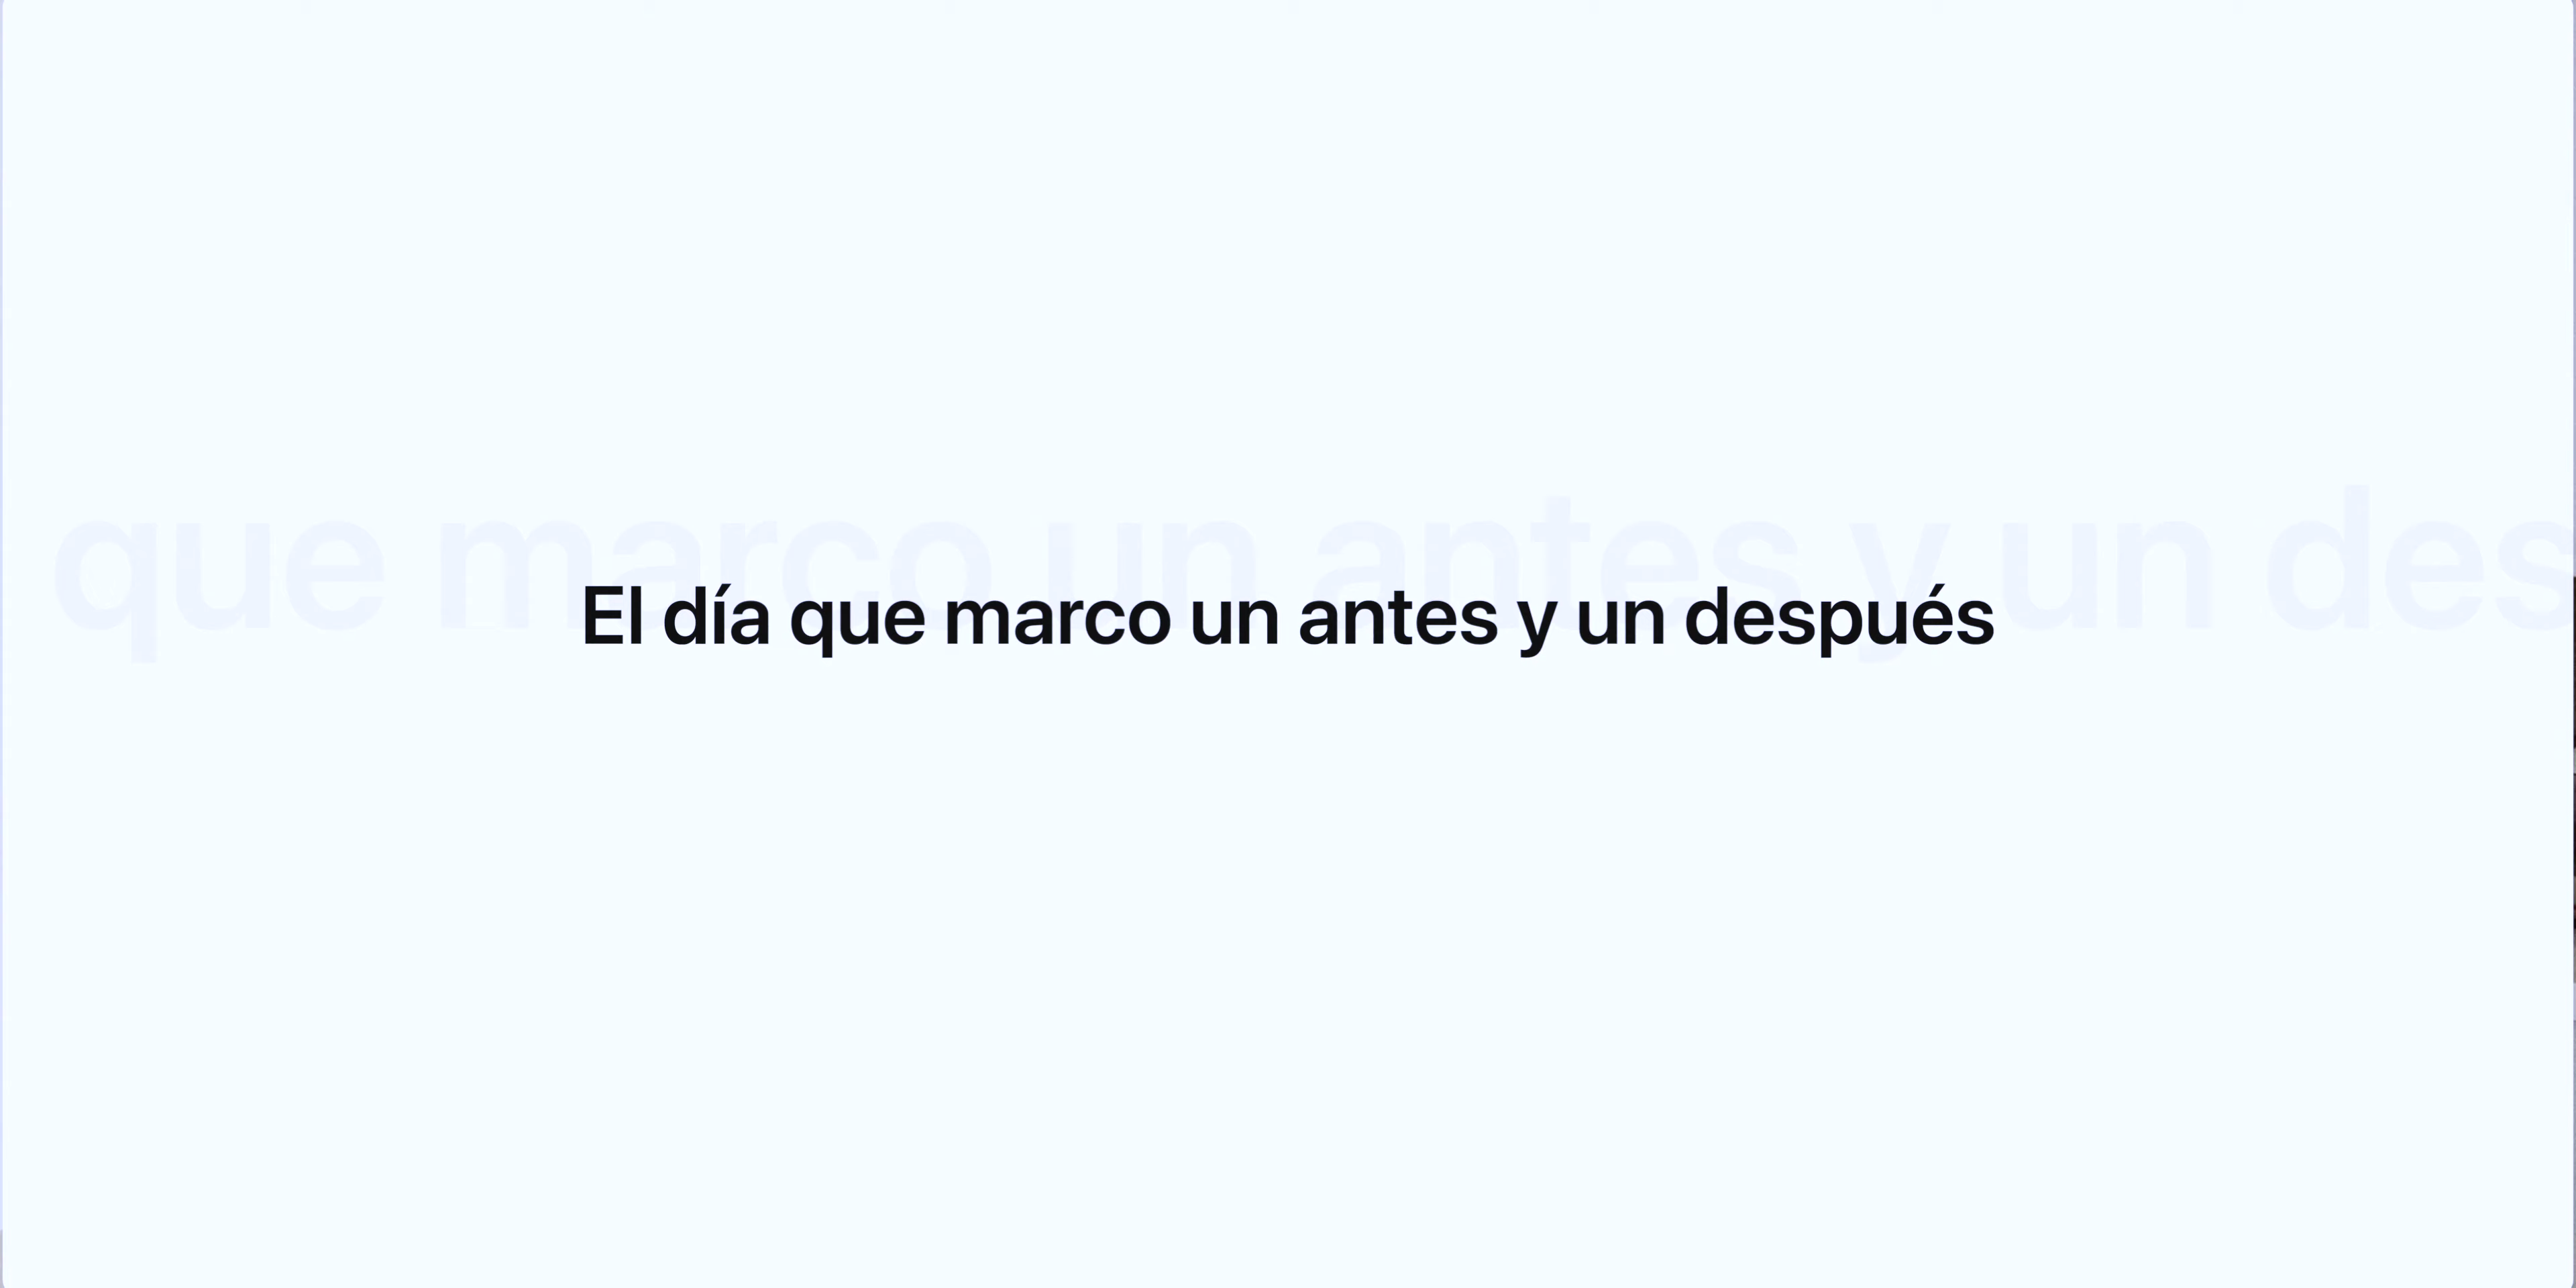 que marco un antes y un des
El día que marco un antes y un después